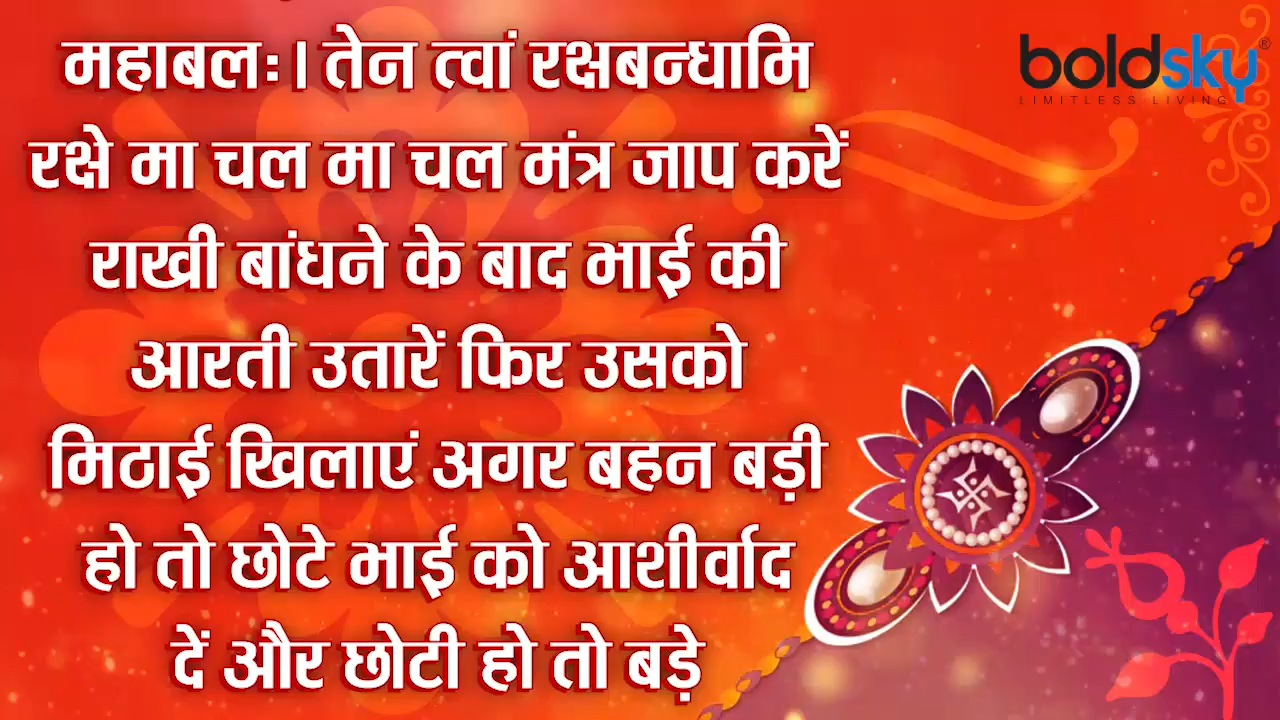 महाबलः। तेन त्वां रक्षबन्धामि
रक्षे मा चल मा चल मंत्र जाप करें
राखी बांधने के बाद भाई की
आरती उतारें फिर उसको
मिठाई खिलाएं अगर बहन बड़ी
हो तो छोटे भाई को आशीर्वाद
दें और छोटी हो तो बड़े
boldsky®
LIMITLESS LIVING